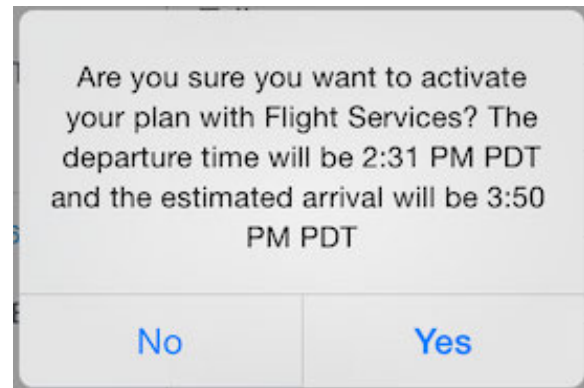 Are you sure you want to activate
your plan with Flight Services? The
departure time will be 2:31 PM PDT
and the estimated arrival will be 3:50
PM PDT
No
Yes